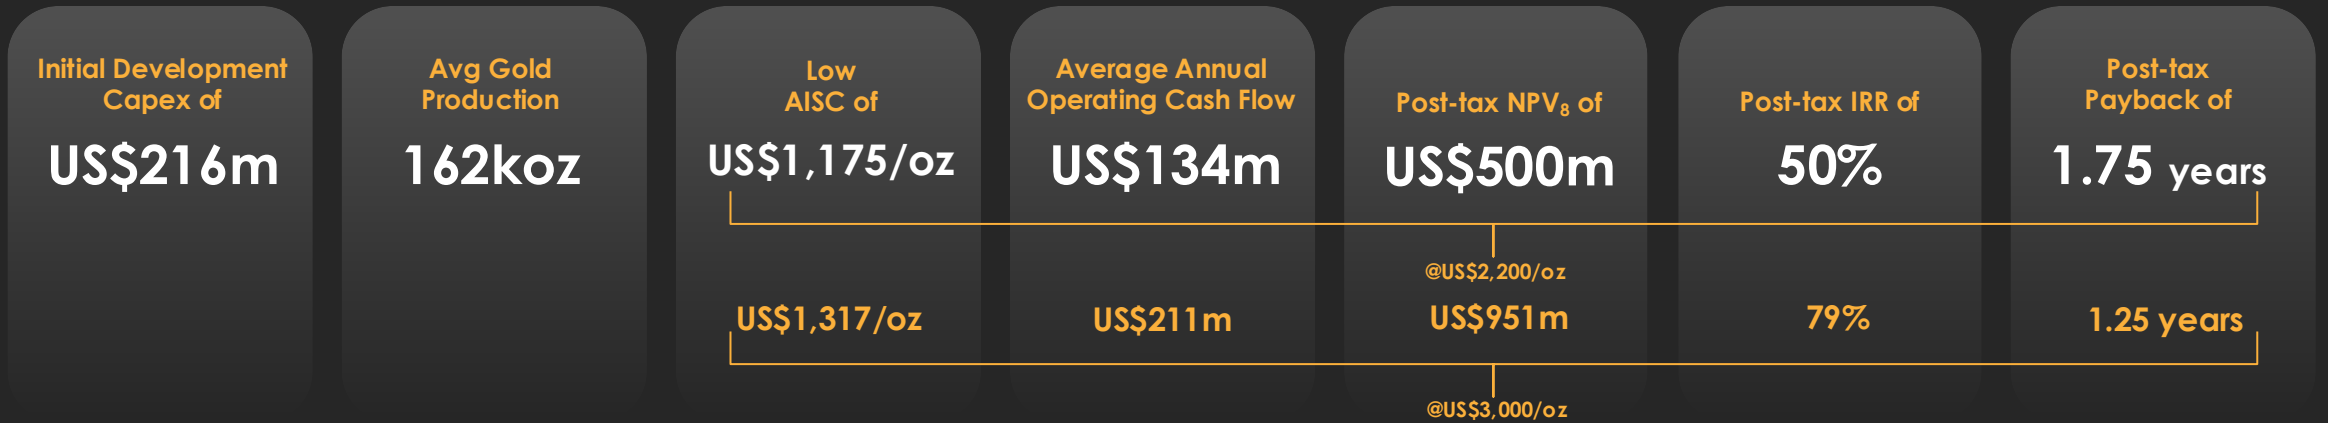 Initial Development
Capex of
US$216m
Avg Gold
Production
162koz
Low
AISC of
US$1,175/oz
Average Annual
Operating Cash Flow
US$134m
Post-tax NPV₈ of
US$500m
Post-tax IRR of
50%
Post-tax
Payback of
1.75 years
@US$2,200/oz
US$1,317/oz
US$211m
US$951m
79%
1.25 years
@US$3,000/oz